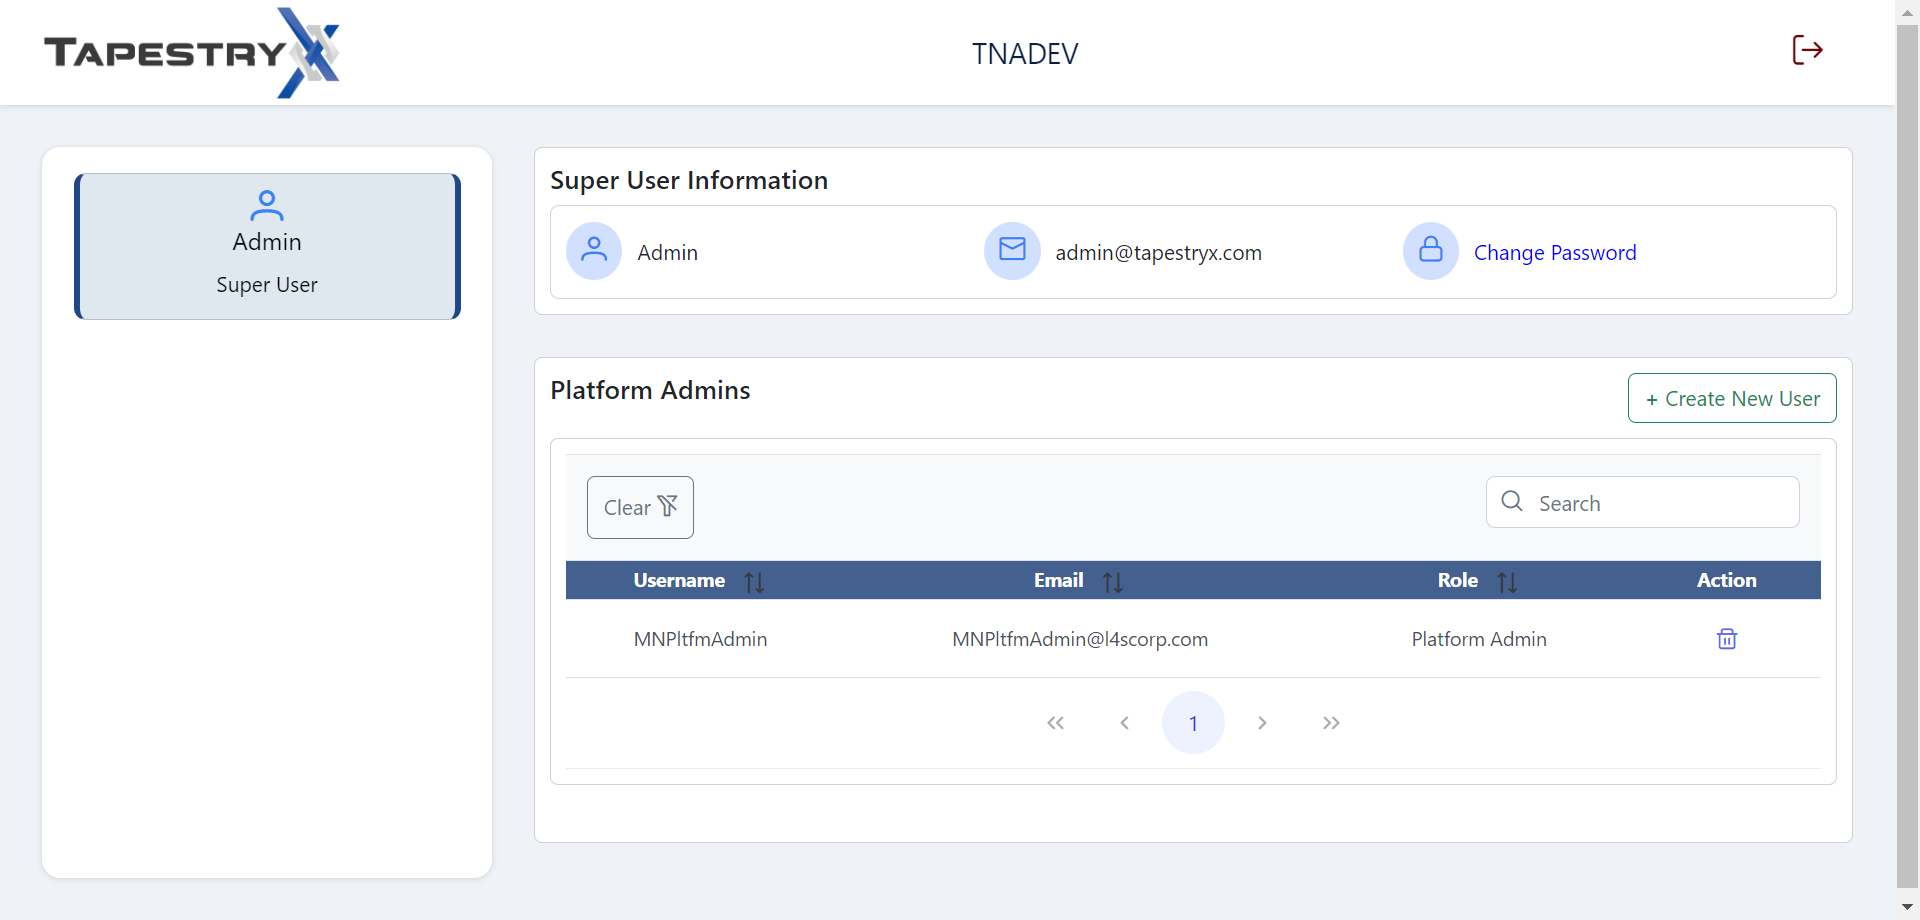 TAPESTRYX
TNADEV
Admin
Super User
Super User Information
Admin
admin@tapestryx.com
Change Password
Platform Admins
+ Create New User
Clear
Search
Username Email Role Action
MNPltfmAdmin MNPltfmAdmin@l4scorp.com Platform Admin
1